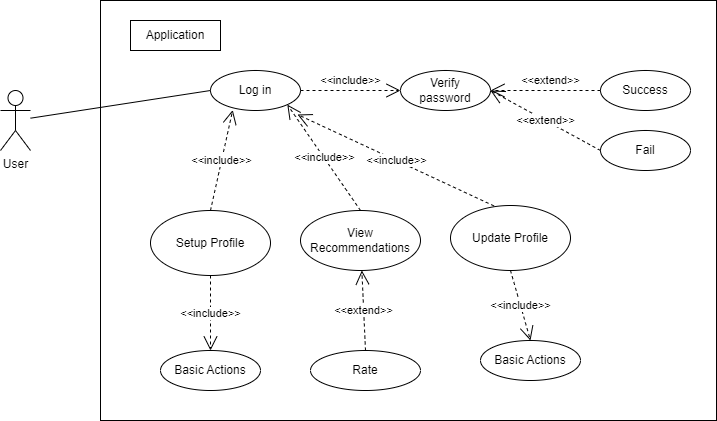 Application
Log in
<<include>>
Verify
password
<<extend>>
Success
<<extend>>
Fail
User
<<include>>
<<include>>
<<include>>
Setup Profile
View
Recommendations
Update Profile
<<include>>
<<extend>>
<<include>>
Basic Actions
Rate
Basic Actions